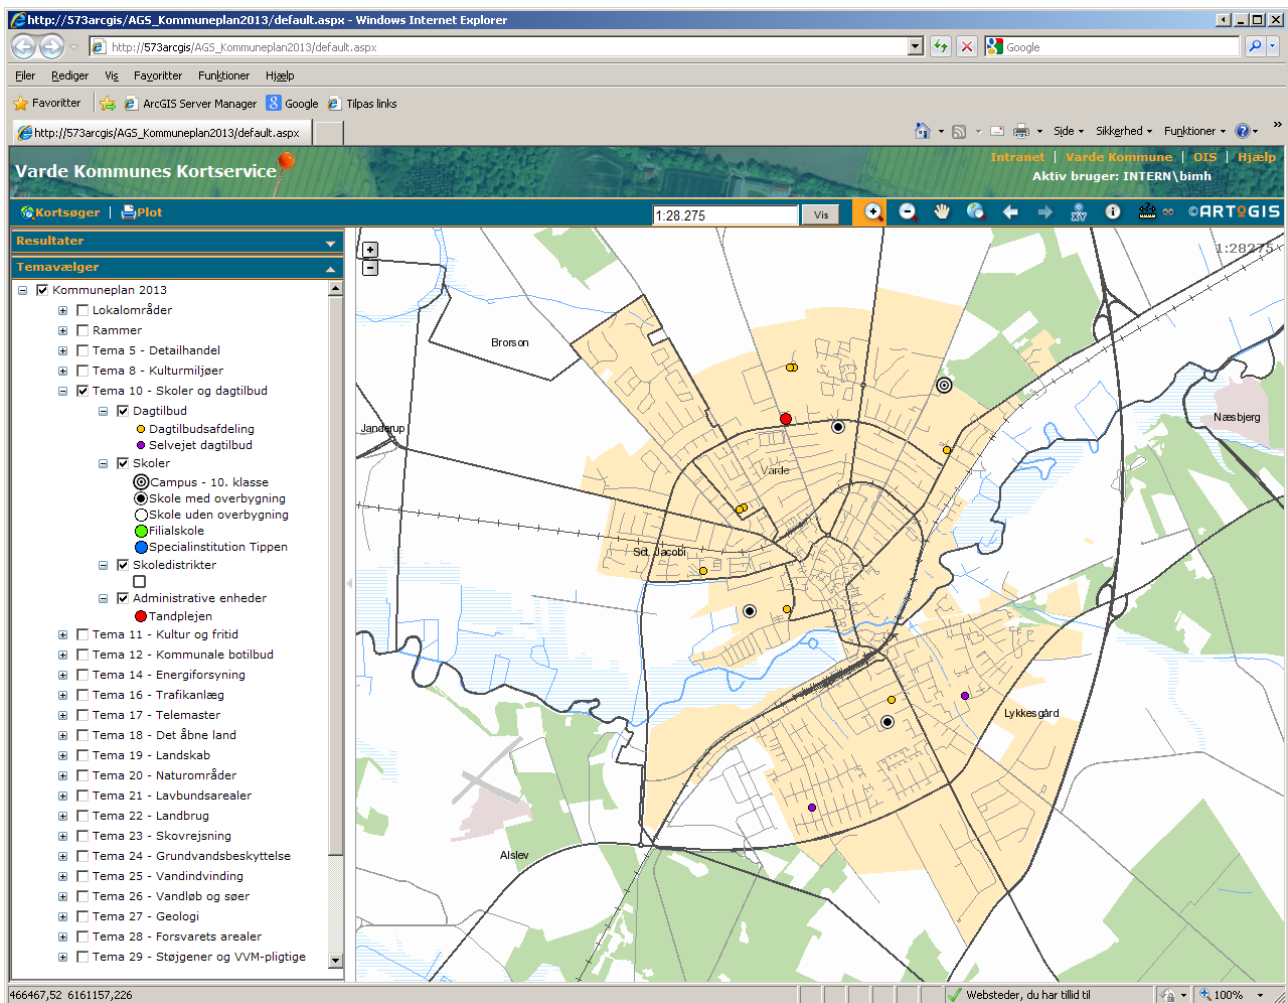 http://573arcgis/AGS_Kommuneplan2013/default.aspx - Windows Internet Explorer
http://573arcgis/AGS_Kommuneplan2013/default.aspx
Google
Filer Rediger Vis Favoritter Funktioner Hjælp
Favoritter ArcGIS Server Manager Google Tilpas links
http://573arcgis/AGS_Kommuneplan2013/default.aspx
Side Sikkerhed Funktioner »
Varde Kommunes Kortservice
Intranet | Varde Kommune | OIS | Hjælp
Aktiv bruger: INTERN\bimh
Kortsøger | Plot
1:28.275 Vis
XY
©ARTOGIS
Resultater
Temavælger
Kommuneplan 2013
Lokalområder
Rammer
Tema 5 - Detailhandel
Tema 8 - Kulturmiljøer
Tema 10 - Skoler og dagtilbud
Dagtilbud
Dagtilbudsafdeling
Selvejet dagtilbud
Skoler
Campus - 10. klasse
Skole med overbygning
Skole uden overbygning
Filialskole
Specialinstitution Tippen
Skoledistrikter
Administrative enheder
Tandplejen
Tema 11 - Kultur og fritid
Tema 12 - Kommunale botilbud
Tema 14 - Energiforsyning
Tema 16 - Trafikanlæg
Tema 17 - Telemaster
Tema 18 - Det åbne land
Tema 19 - Landskab
Tema 20 - Naturområder
Tema 21 - Lavbundsarealer
Tema 22 - Landbrug
Tema 23 - Skovrejsning
Tema 24 - Grundvandsbeskyttelse
Tema 25 - Vandindvinding
Tema 26 - Vandløb og søer
Tema 27 - Geologi
Tema 28 - Forsvarets arealer
Tema 29 - Støjgener og VVM-pligtige
1:28275
Brorson
Janderup
Næsbjerg
Varde
Sct. Jacobi
Lykkesgård
Alslev
466467,52 6161157,226
Websteder, du har tillid til
100%